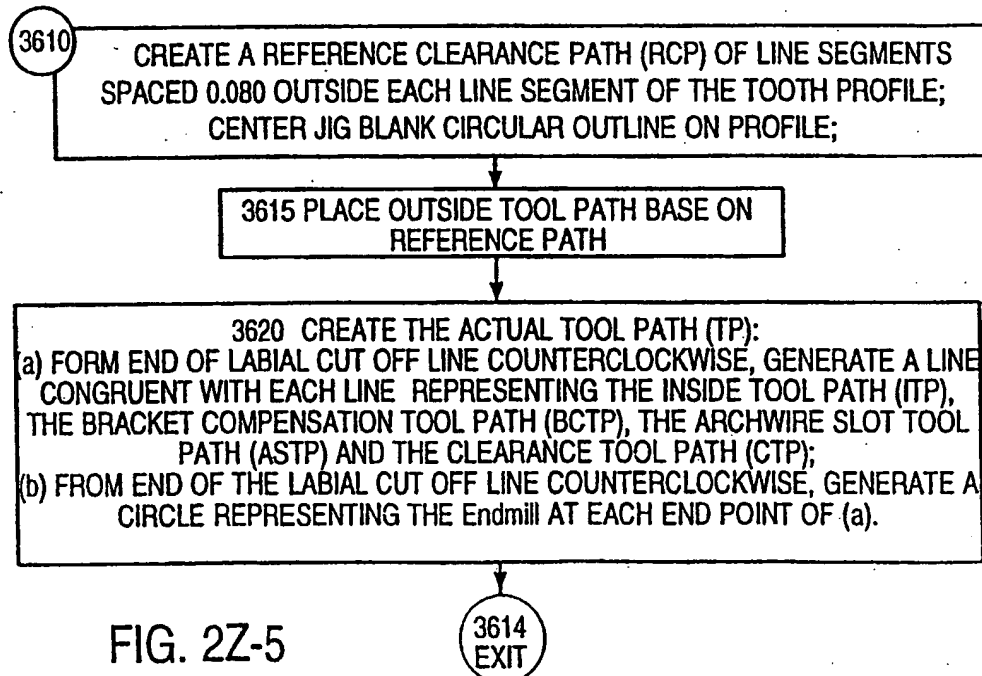 3610
CREATE A REFERENCE CLEARANCE PATH (RCP) OF LINE SEGMENTS
SPACED 0.080 OUTSIDE EACH LINE SEGMENT OF THE TOOTH PROFILE;
CENTER JIG BLANK CIRCULAR OUTLINE ON PROFILE;
3615 PLACE OUTSIDE TOOL PATH BASE ON
REFERENCE PATH
3620 CREATE THE ACTUAL TOOL PATH (TP):
(a) FORM END OF LABIAL CUT OFF LINE COUNTERCLOCKWISE, GENERATE A LINE
CONGRUENT WITH EACH LINE REPRESENTING THE INSIDE TOOL PATH (ITP),
THE BRACKET COMPENSATION TOOL PATH (BCTP), THE ARCHWIRE SLOT TOOL
PATH (ASTP) AND THE CLEARANCE TOOL PATH (CTP);
(b) FROM END OF THE LABIAL CUT OFF LINE COUNTERCLOCKWISE, GENERATE A
CIRCLE REPRESENTING THE Endmill AT EACH END POINT OF (a).
3614
EXIT
FIG. 2Z-5